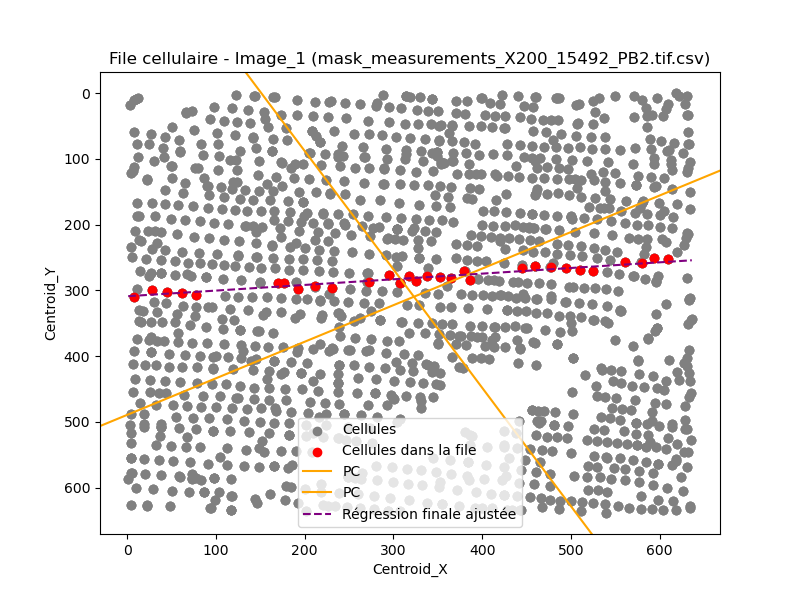 File cellulaire - Image_1 (mask_measurements_X200_15492_PB2.tif.csv)
0
100
200
300
400
500
600
Centroid_Y
Cellules
Cellules dans la file
PC
PC
Régression finale ajustée
0 100 200 300 400 500 600
Centroid_X